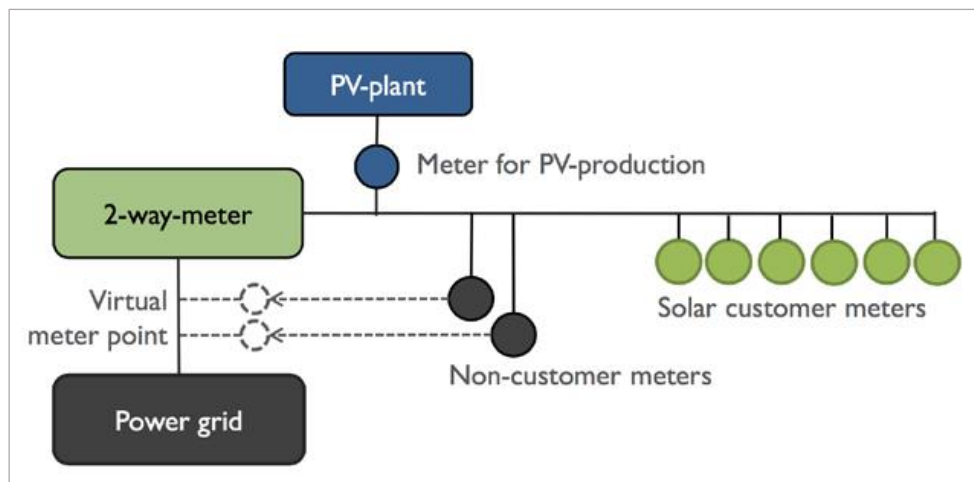 PV-plant
Meter for PV-production
2-way-meter
Virtual
meter point
Solar customer meters
Non-customer meters
Power grid